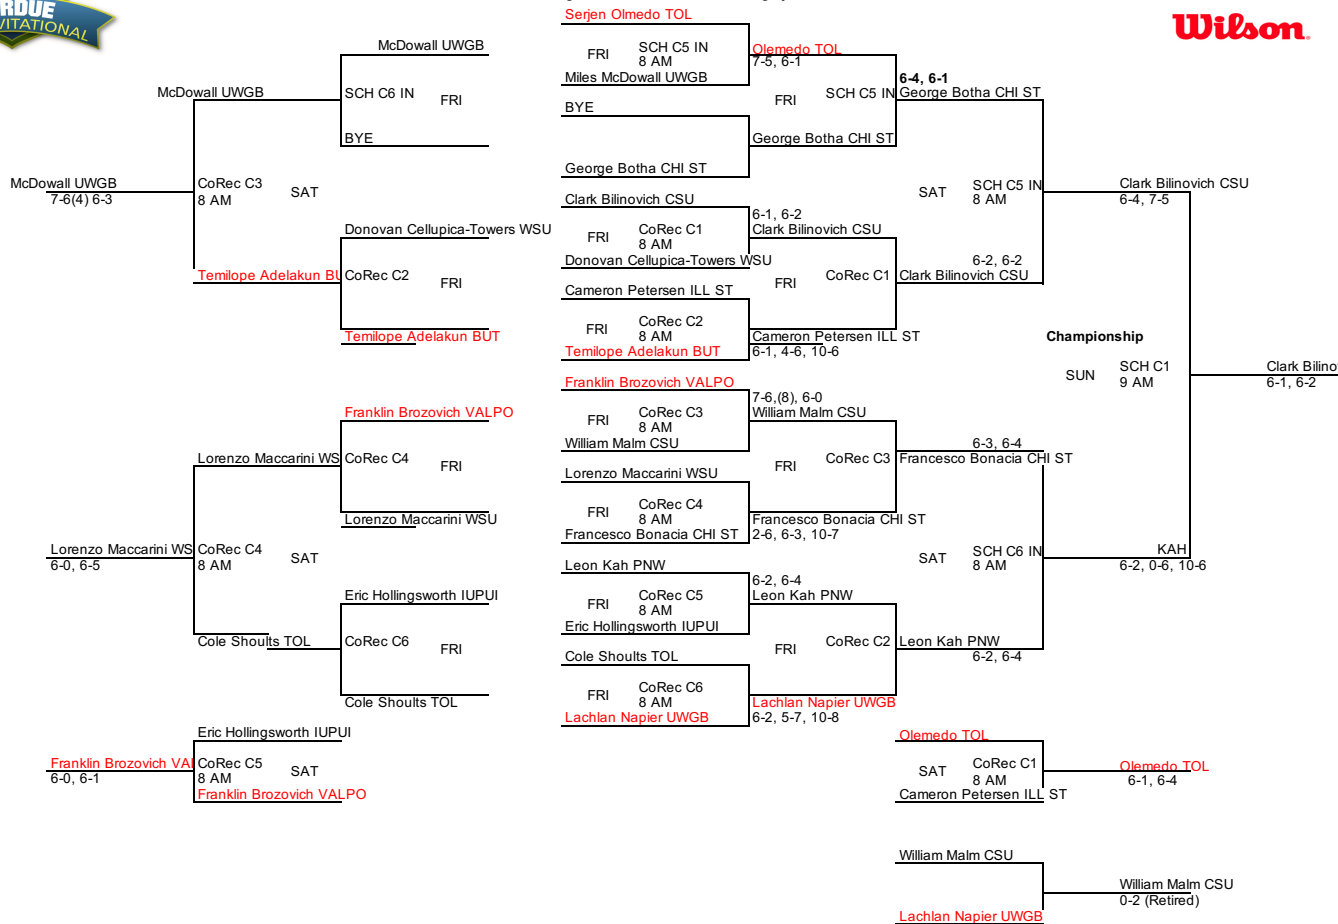 VITATIONAL
Wilson
Serjen Olmedo TOL
FRI
SCH C5 IN
8 AM
Miles McDowall UWGB
Olemedo TOL
7-5, 6-1
BYE
FRI
SCH C5 IN
George Botha CHI ST
George Botha CHI ST
6-4, 6-1
George Botha CHI ST
Clark Bilinovich CSU
FRI
CoRec C1
8 AM
Donovan Cellupica-Towers WSU
6-1, 6-2
Clark Bilinovich CSU
FRI
CoRec C1
Cameron Petersen ILL ST
FRI
CoRec C2
8 AM
Temilope Adelakun BUT
Cameron Petersen ILL ST
6-1, 4-6, 10-6
6-2, 6-2
Clark Bilinovich CSU
SAT
SCH C5 IN
8 AM
Clark Bilinovich CSU
6-4, 7-5
Championship
SUN
SCH C1
9 AM
6-1, 6-2
Franklin Brozovich VALPO
FRI
CoRec C3
8 AM
William Malm CSU
7-6,(8), 6-0
William Malm CSU
FRI
CoRec C3
Lorenzo Maccarini WSU
FRI
CoRec C4
8 AM
Francesco Bonacia CHI ST
Francesco Bonacia CHI ST
2-6, 6-3, 10-7
6-3, 6-4
Francesco Bonacia CHI ST
Leon Kah PNW
FRI
CoRec C5
8 AM
Eric Hollingsworth IUPUI
6-2, 6-4
Leon Kah PNW
FRI
CoRec C2
Cole Shoults TOL
FRI
CoRec C6
8 AM
Lachlan Napier UWGB
Lachlan Napier UWGB
6-2, 5-7, 10-8
Leon Kah PNW
6-2, 6-4
SAT
SCH C6 IN
8 AM
KAH
6-2, 0-6, 10-6
Olemedo TOL
SAT
CoRec C1
8 AM
Cameron Petersen ILL ST
Olemedo TOL
6-1, 6-4
William Malm CSU
Lachlan Napier UWGB
William Malm CSU
0-2 (Retired)
McDowall UWGB
SCH C6 IN
FRI
BYE
McDowall UWGB
CoRec C3
8 AM
SAT
McDowall UWGB
7-6(4) 6-3
Donovan Cellupica-Towers WSU
CoRec C2
FRI
Temilope Adelakun BUT
Temilope Adelakun
Franklin Brozovich VALPO
CoRec C4
FRI
Lorenzo Maccarini WSU
Lorenzo Maccarini WS
CoRec C4
8 AM
SAT
Lorenzo Maccarini WS
6-0, 6-5
Eric Hollingsworth IUPUI
CoRec C6
FRI
Cole Shoults TOL
Cole Shoults TOL
Eric Hollingsworth IUPUI
CoRec C5
8 AM
SAT
Franklin Brozovich VALPO
Franklin Brozovich
6-0, 6-1